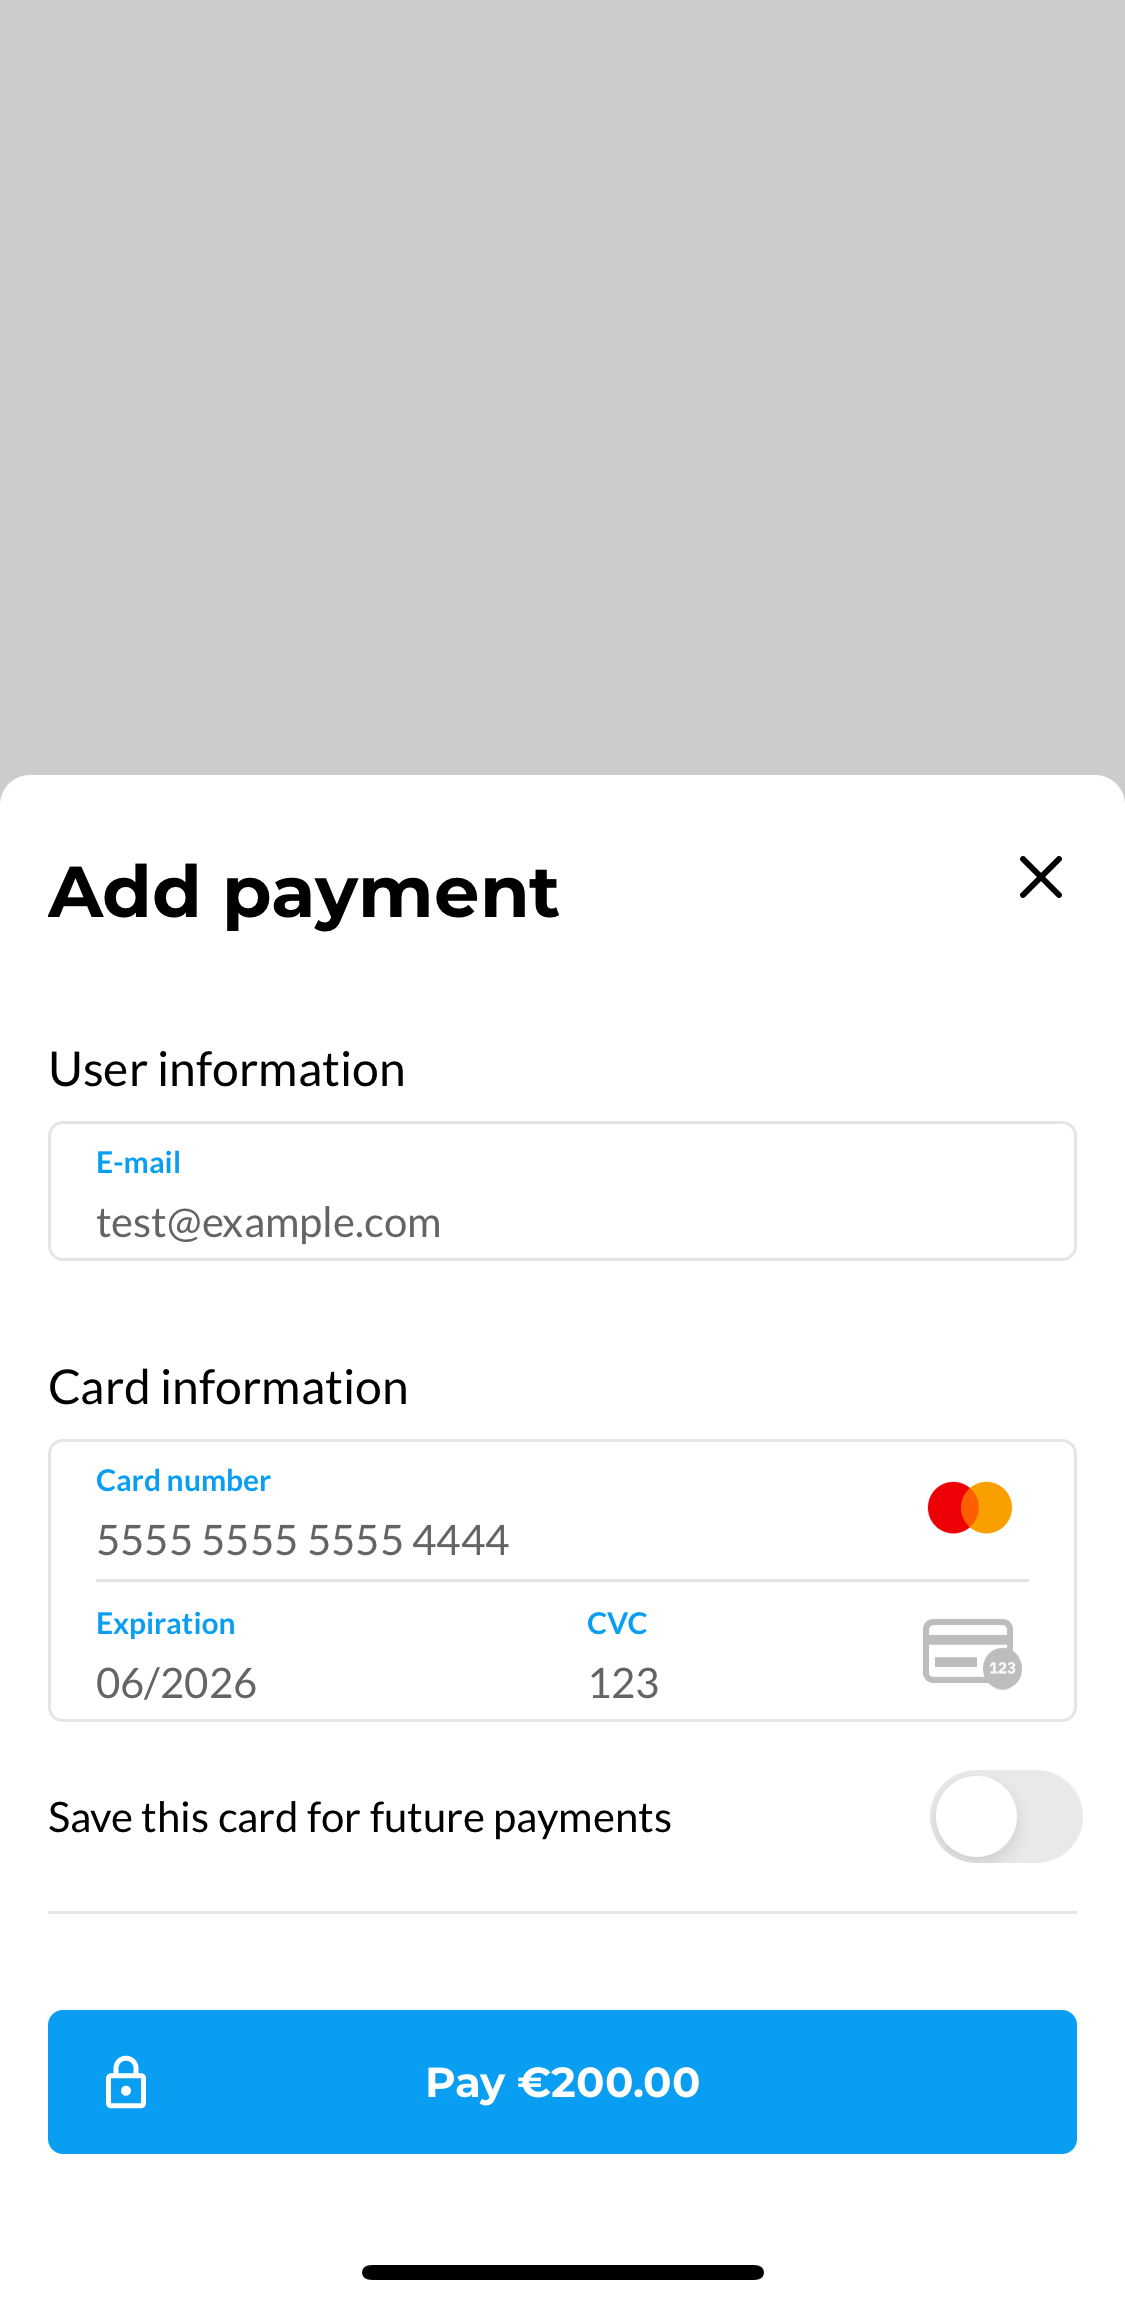 Add payment
User information
E-mail
test@example.com
Card information
Card number
5555 5555 5555 4444
Expiration
CVC
06/2026
123
123
Save this card for future payments
Pay €200.00